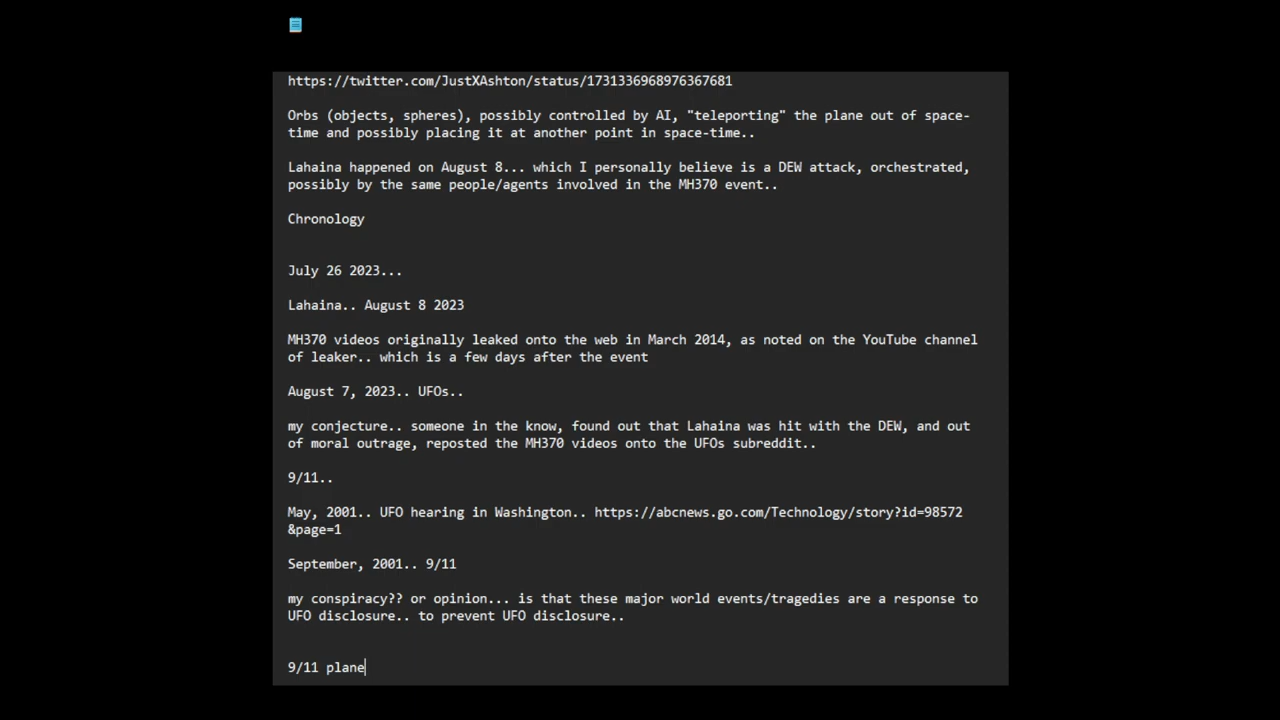 https://twitter.com/JustXAshton/status/1731336968976367681
Orbs (objects, spheres), possibly controlled by AI, "teleporting" the plane out of space-
time and possibly placing it at another point in space-time..
Lahaina happened on August 8... which I personally believe is a DEW attack, orchestrated,
possibly by the same people/agents involved in the MH370 event..
Chronology
July 26 2023...
Lahaina.. August 8 2023
MH370 videos originally leaked onto the web in March 2014, as noted on the YouTube channel
of leaker.. which is a few days after the event
August 7, 2023.. UFOs..
my conjecture.. someone in the know, found out that Lahaina was hit with the DEW, and out
of moral outrage, reposted the MH370 videos onto the UFOs subreddit..
9/11..
May, 2001.. UFO hearing in Washington.. https://abcnews.go.com/Technology/story?id=98572
&page=1
September, 2001.. 9/11
my conspiracy?? or opinion... is that these major world events/tragedies are a response to
UFO disclosure.. to prevent UFO disclosure..
9/11 plane